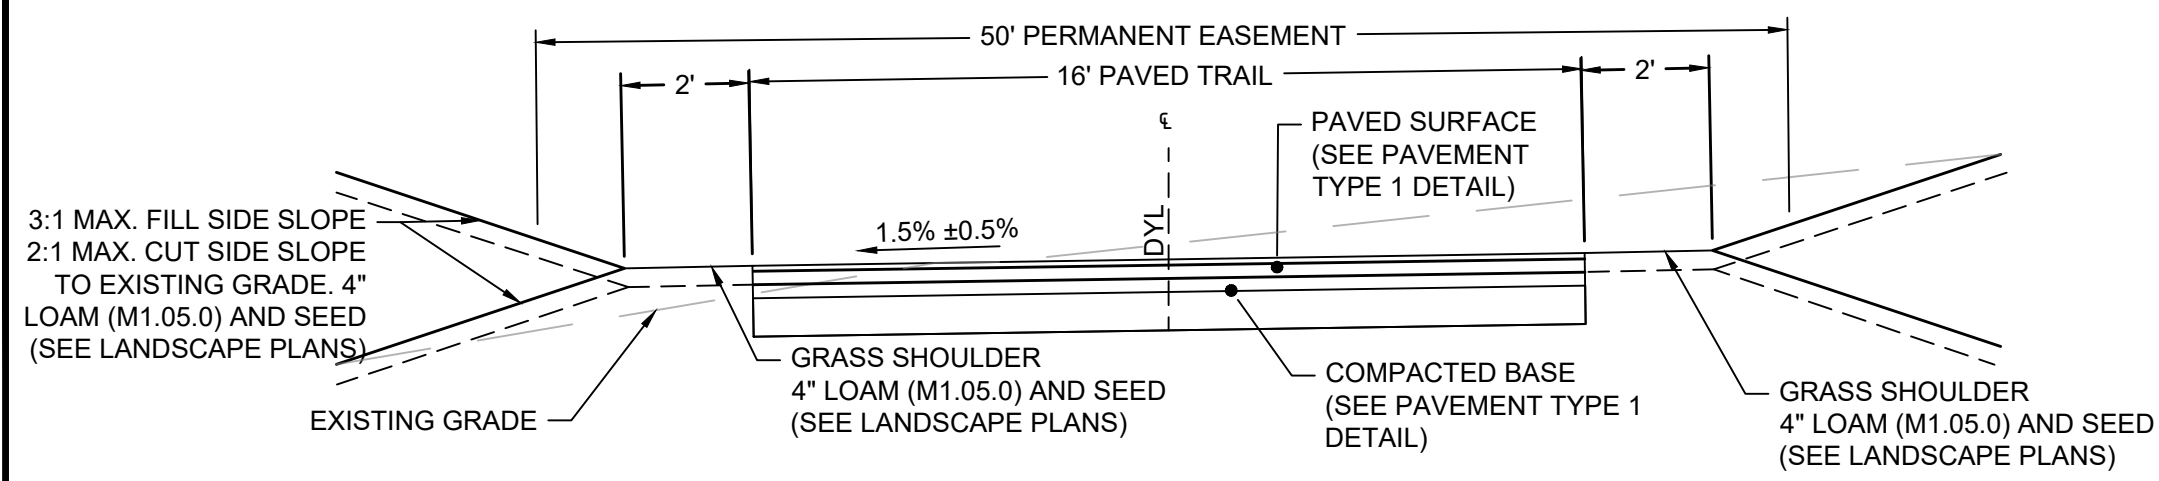 50' PERMANENT EASEMENT
2'
16' PAVED TRAIL
2'
℄
PAVED SURFACE
(SEE PAVEMENT
TYPE 1 DETAIL)
3:1 MAX. FILL SIDE SLOPE
2:1 MAX. CUT SIDE SLOPE
TO EXISTING GRADE. 4"
LOAM (M1.05.0) AND SEED
(SEE LANDSCAPE PLANS)
1.5% ±0.5%
DYL
EXISTING GRADE
GRASS SHOULDER
4" LOAM (M1.05.0) AND SEED
(SEE LANDSCAPE PLANS)
COMPACTED BASE
(SEE PAVEMENT TYPE 1
DETAIL)
GRASS SHOULDER
4" LOAM (M1.05.0) AND SEED
(SEE LANDSCAPE PLANS)